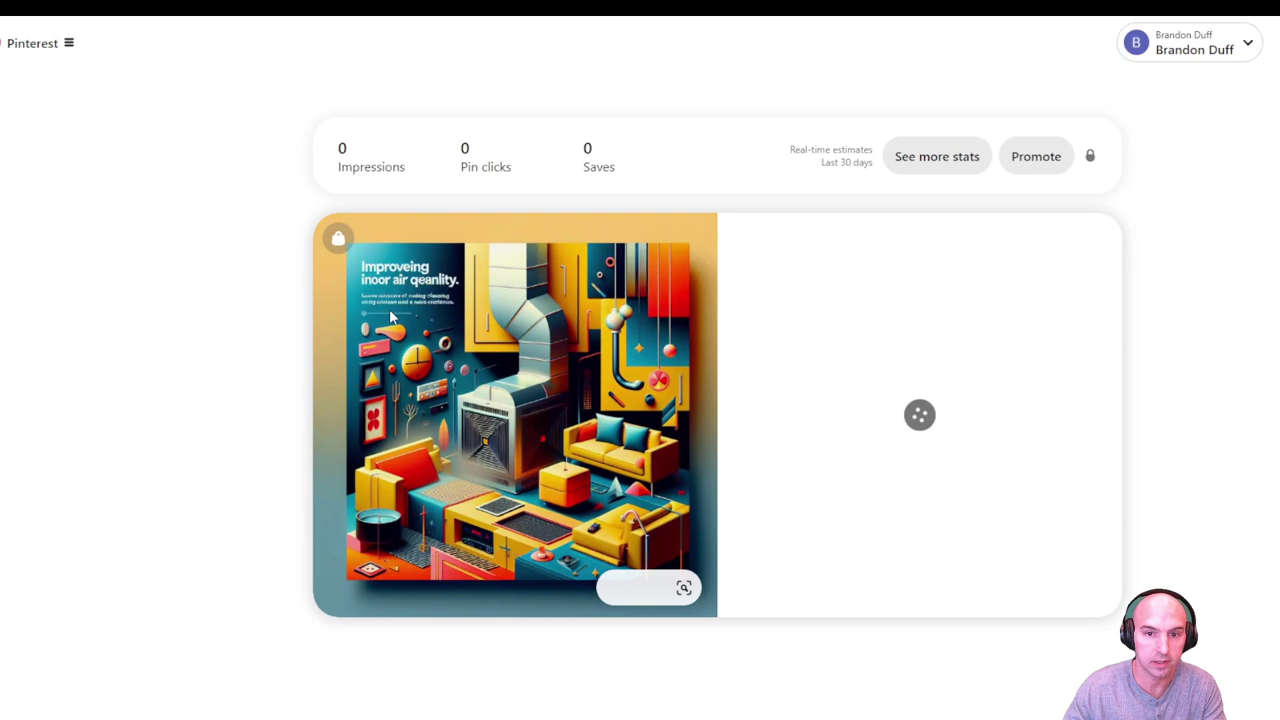 Pinterest
B
Brandon Duff
Brandon Duff
0
Impressions
0
Pin clicks
0
Saves
Real-time estimates
Last 30 days
See more stats
Promote
Improveing
inoor air qeanlity.